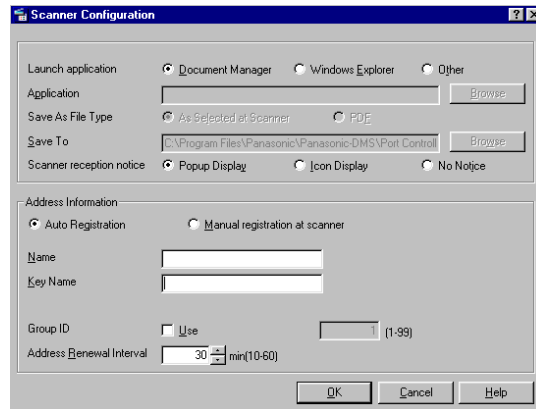 Scanner Configuration
Launch application Document Manager Windows Explorer Other
Application Browse
Save As File Type As Selected at Scanner PDF
Save To C:\Program Files\Panasonic\Panasonic-DMS\Port Controll Browse
Scanner reception notice Popup Display Icon Display No Notice
Address Information
Auto Registration Manual registration at scanner
Name
Key Name
Group ID Use 1 (1-99)
Address Renewal Interval 30 min(10-60)
OK Cancel Help